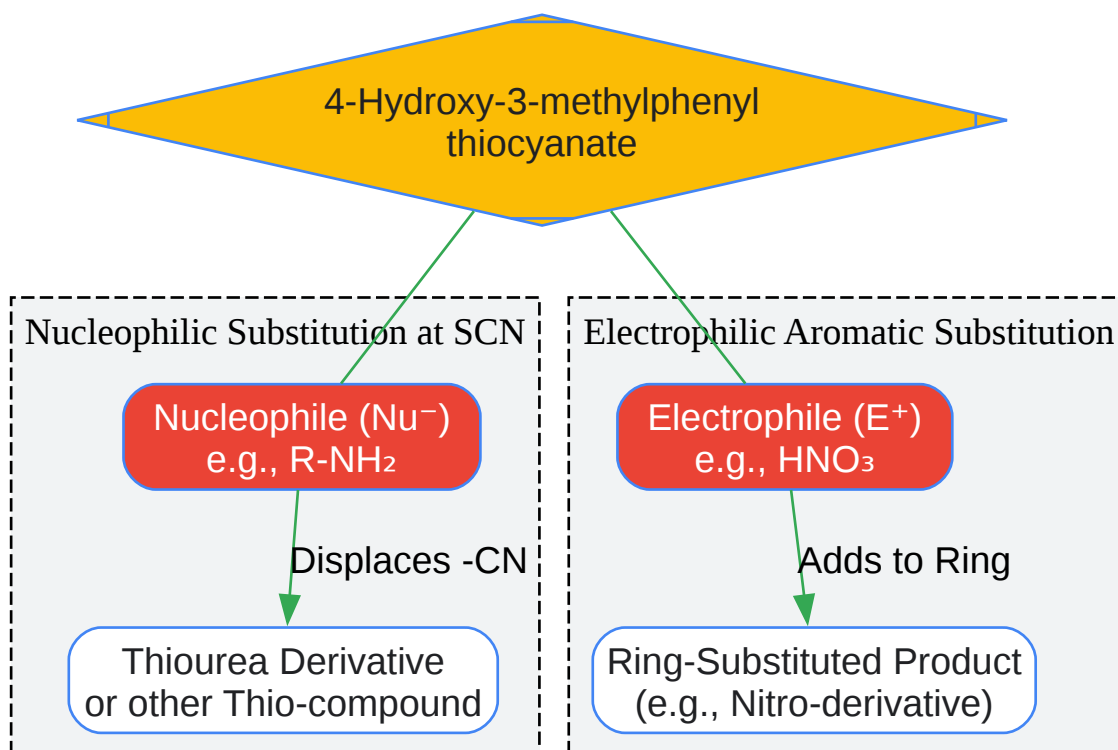 4-Hydroxy-3-methylphenyl
thiocyanate
Nucleophilic Substitution at SCN
Nucleophile (Nu⁻)
e.g., R-NH₂
Displaces -CN
Thiourea Derivative
or other Thio-compound
Electrophilic Aromatic Substitution
Electrophile (E⁺)
e.g., HNO₃
Adds to Ring
Ring-Substituted Product
(e.g., Nitro-derivative)